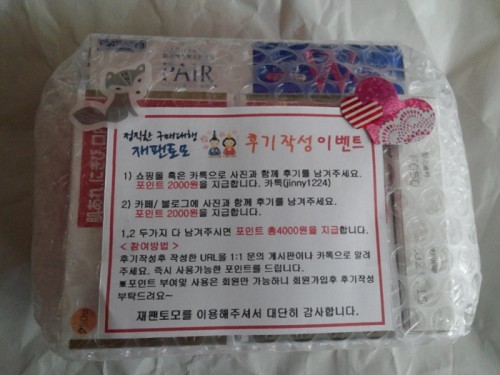 PAIR
肌あれ、にきび、口
정직한 구매대행
재팬토모
후기작성이벤트
1) 쇼핑몰 혹은 카톡으로 사진과 함께 후기를 남겨주세요.
포인트 2000원을 지급합니다. 카톡(jinny1224)
2) 카페/ 블로그에 사진과 함께 후기를 남겨주세요.
포인트 2000원을 지급합니다.
1,2 두가지 다 남겨주시면 포인트 총4000원을 지급합니다.
< 참여방법 >
후기작성후 작성한 URL을 1:1 문의 게시판이나 카톡으로 알려
주세요. 즉시 사용가능한 포인트를 드립니다.
※포인트 부여및 사용은 회원만 가능하니 회원가입후 후기작성
부탁드려요~
재팬토모를 이용해주셔서 대단히 감사합니다.